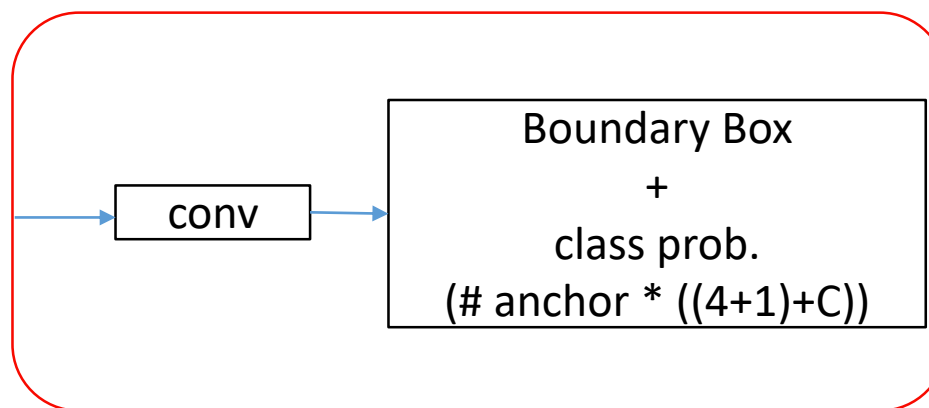 conv
Boundary Box
+
class prob.
(# anchor * ((4+1)+C))